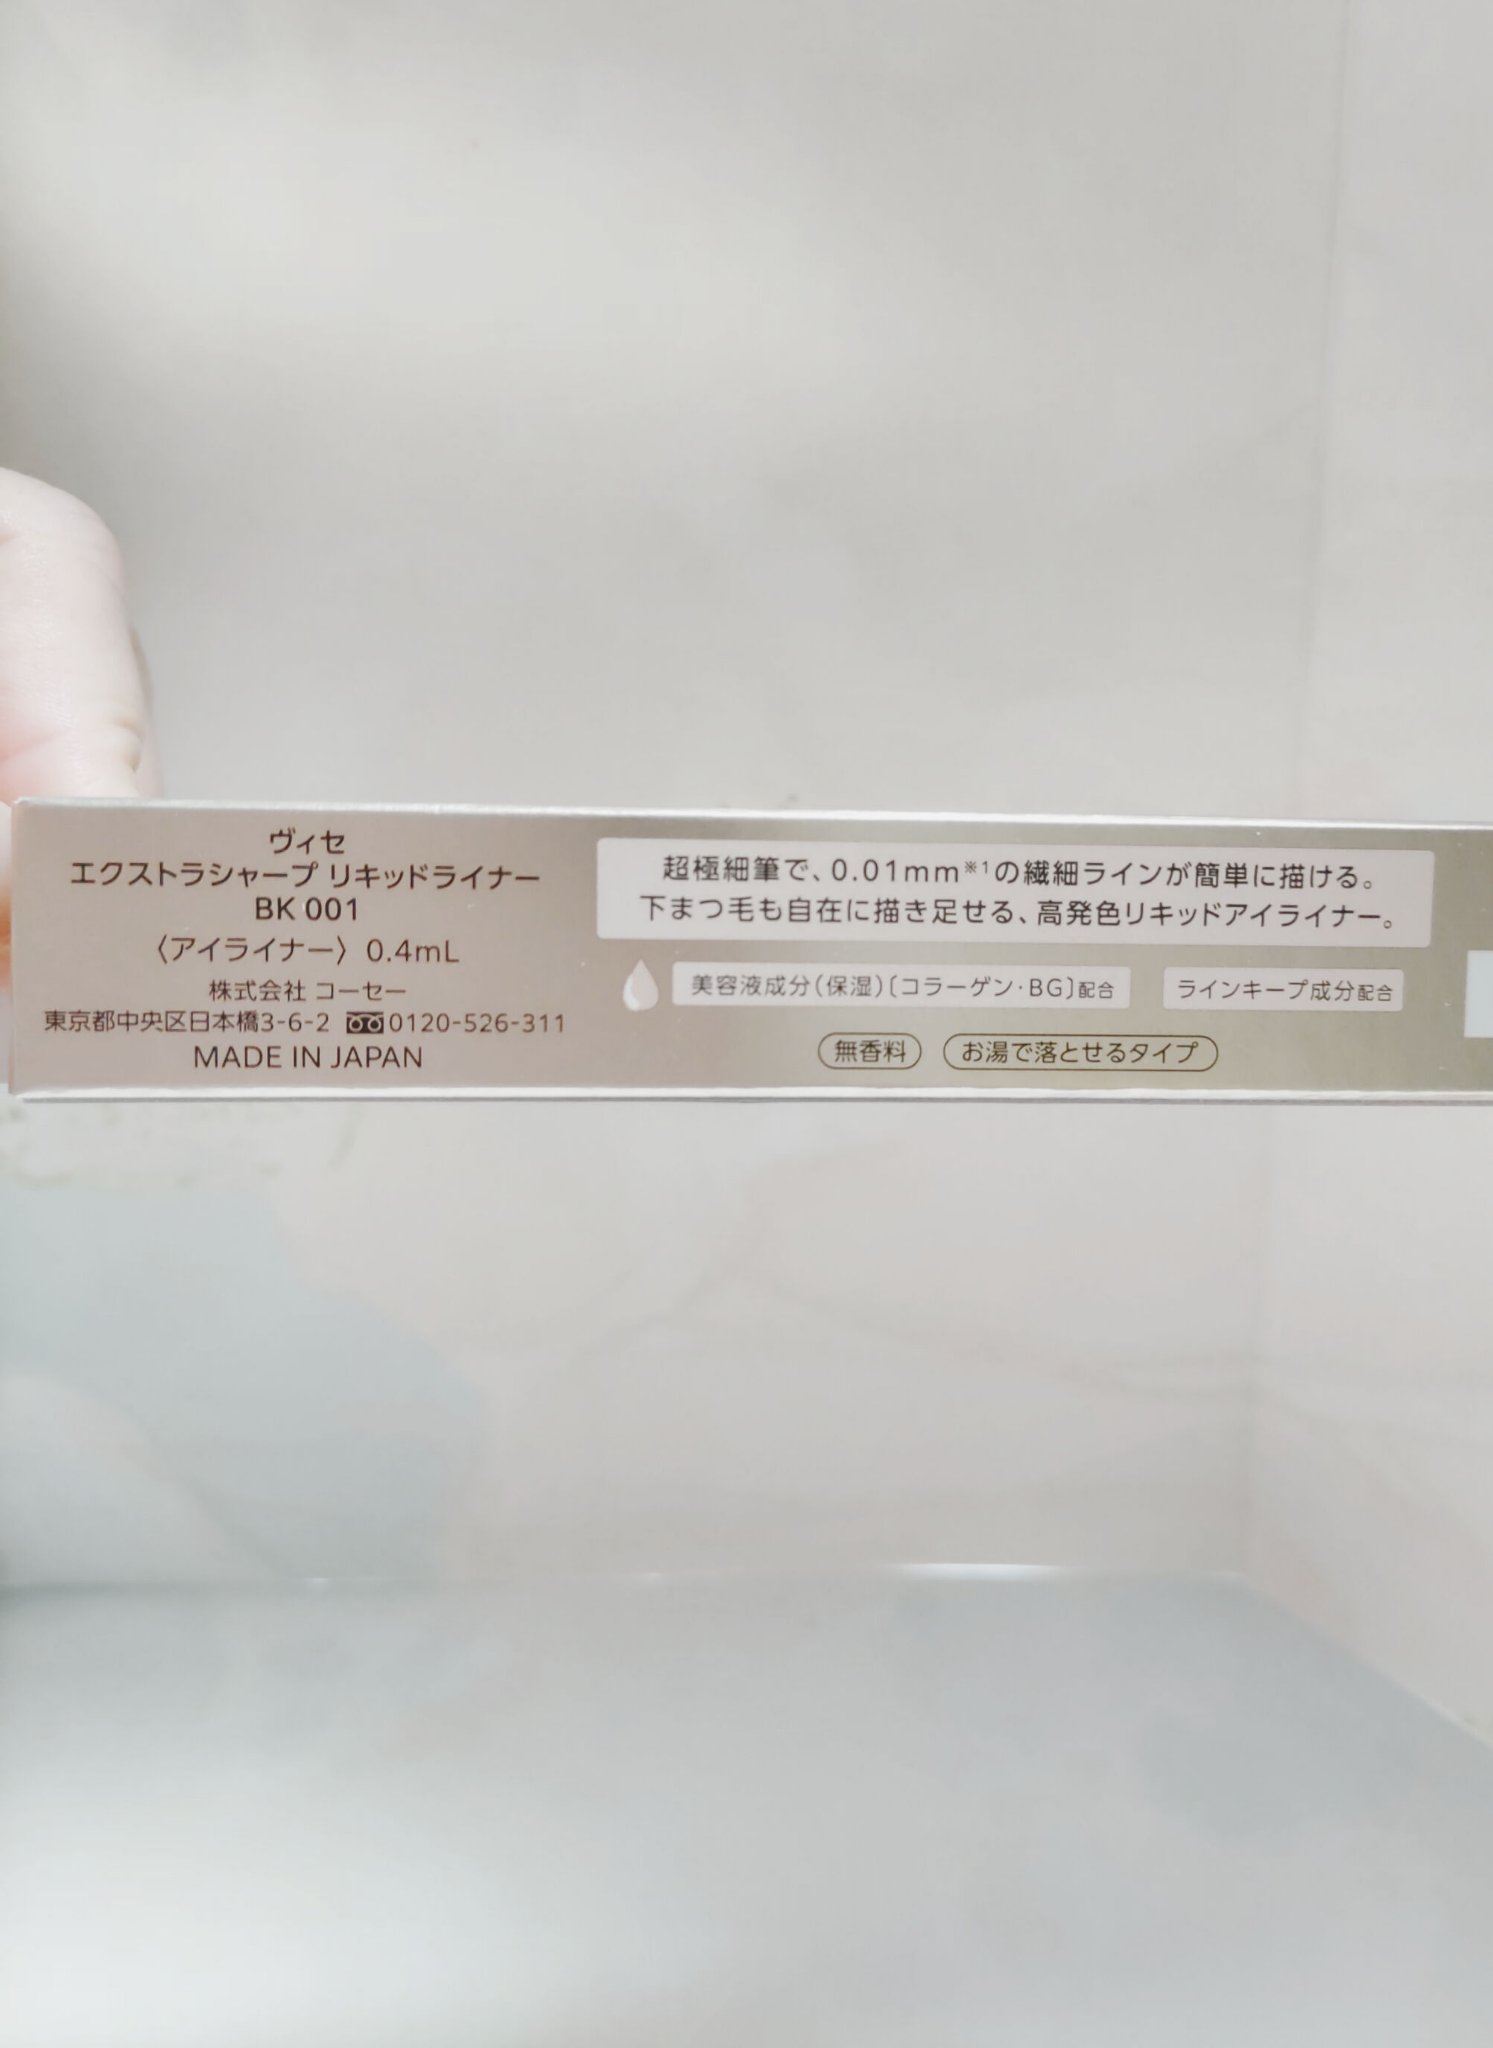 ヴィセ
エクストラシャープ リキッドライナー
BK 001
〈アイライナー〉 0.4mL
株式会社 コーセー
東京都中央区日本橋3-6-2 0120-526-311
MADE IN JAPAN
超極細筆で、0.01mm※1の繊細ラインが簡単に描ける。
下まつ毛も自在に描き足せる、高発色リキッドアイライナー。
美容液成分(保湿)〔コラーゲン・BG〕配合
ラインキープ成分配合
無香料
お湯で落とせるタイプ